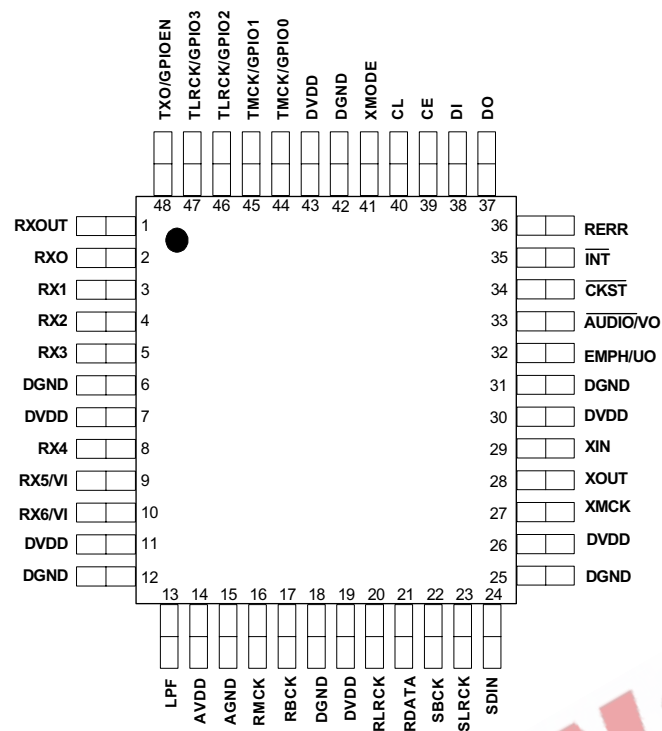 TXO/GPIOEN
TLRCK/GPIO3
TLRCK/GPIO2
TMCK/GPIO1
TMCK/GPIO0
DVDD
DGND
XMODE
CL
CE
DI
DO
48 47 46 45 44 43 42 41 40 39 38 37
RXOUT 1
RXO 2
RX1 3
RX2 4
RX3 5
DGND 6
DVDD 7
RX4 8
RX5/VI 9
RX6/VI 10
DVDD 11
DGND 12
36 RERR
35 INT
34 CKST
33 AUDIO/VO
32 EMPH/UO
31 DGND
30 DVDD
29 XIN
28 XOUT
27 XMCK
26 DVDD
25 DGND
13 14 15 16 17 18 19 20 21 22 23 24
LPF
AVDD
AGND
RMCK
RBCK
DGND
DVDD
RLRCK
RDATA
SBCK
SLRCK
SDIN